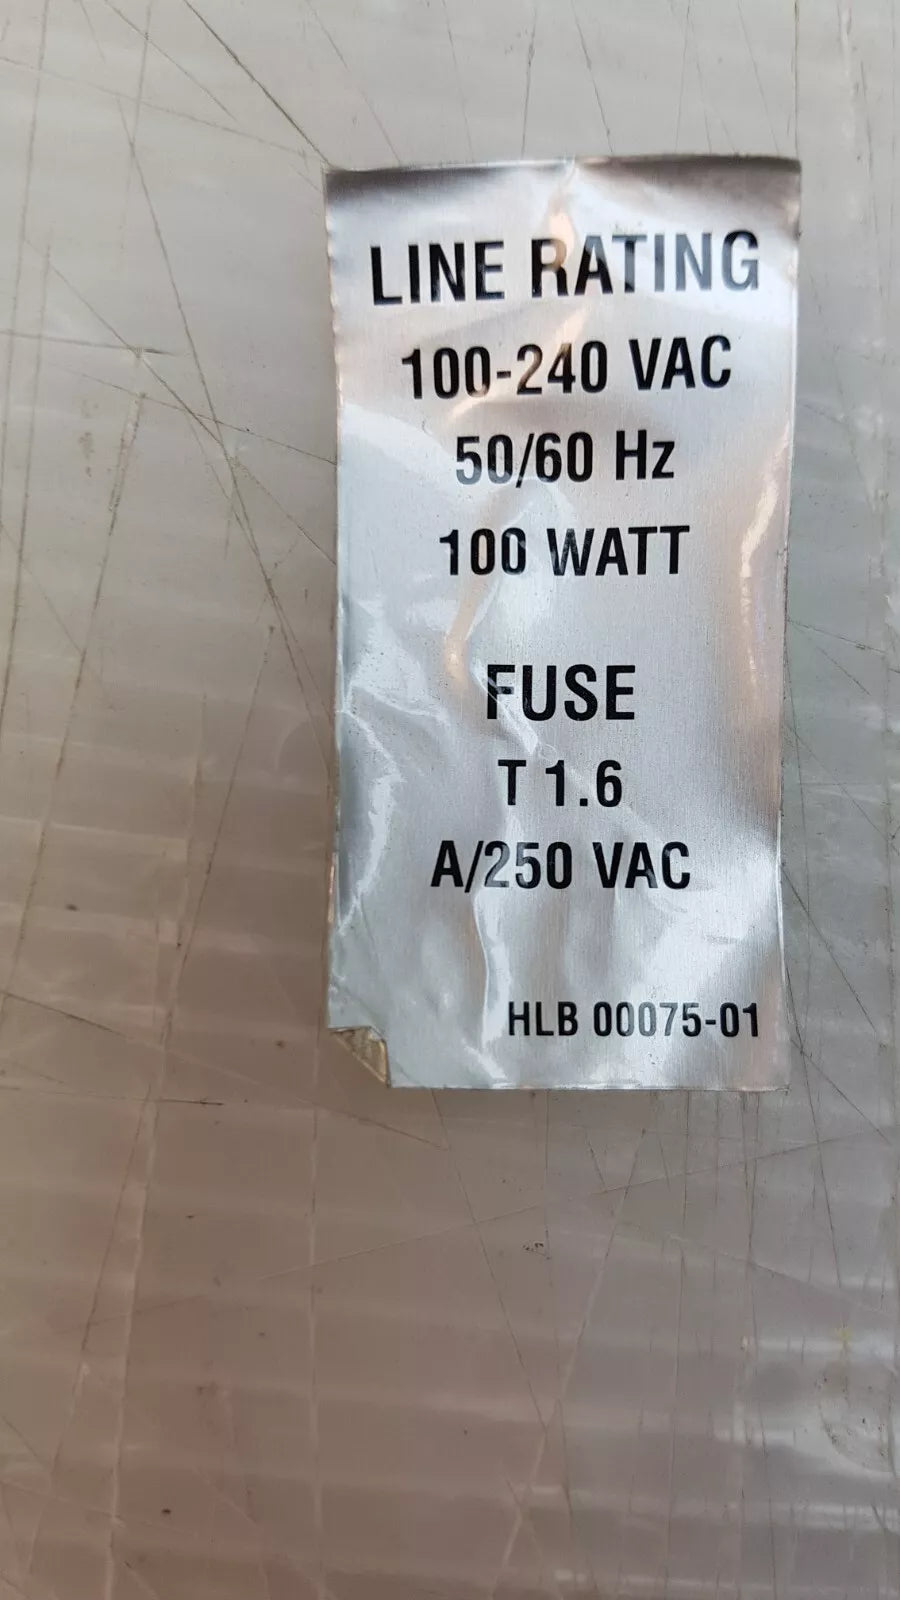 LINE RATING
100-240 VAC
50/60 Hz
100 WATT
FUSE
T 1.6
A/250 VAC
HLB 00075-01